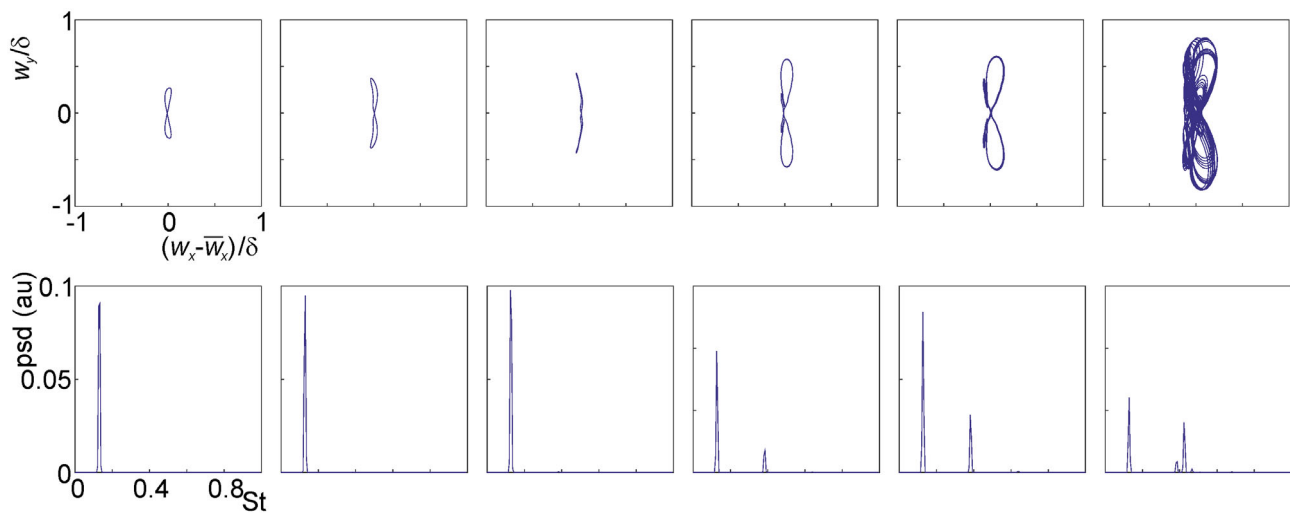 1
w_y/δ
0
-1
-1 0 1
(w_x-w̅_x)/δ
0.1
psd (au)
0.05
0
0 0.4 0.8
St